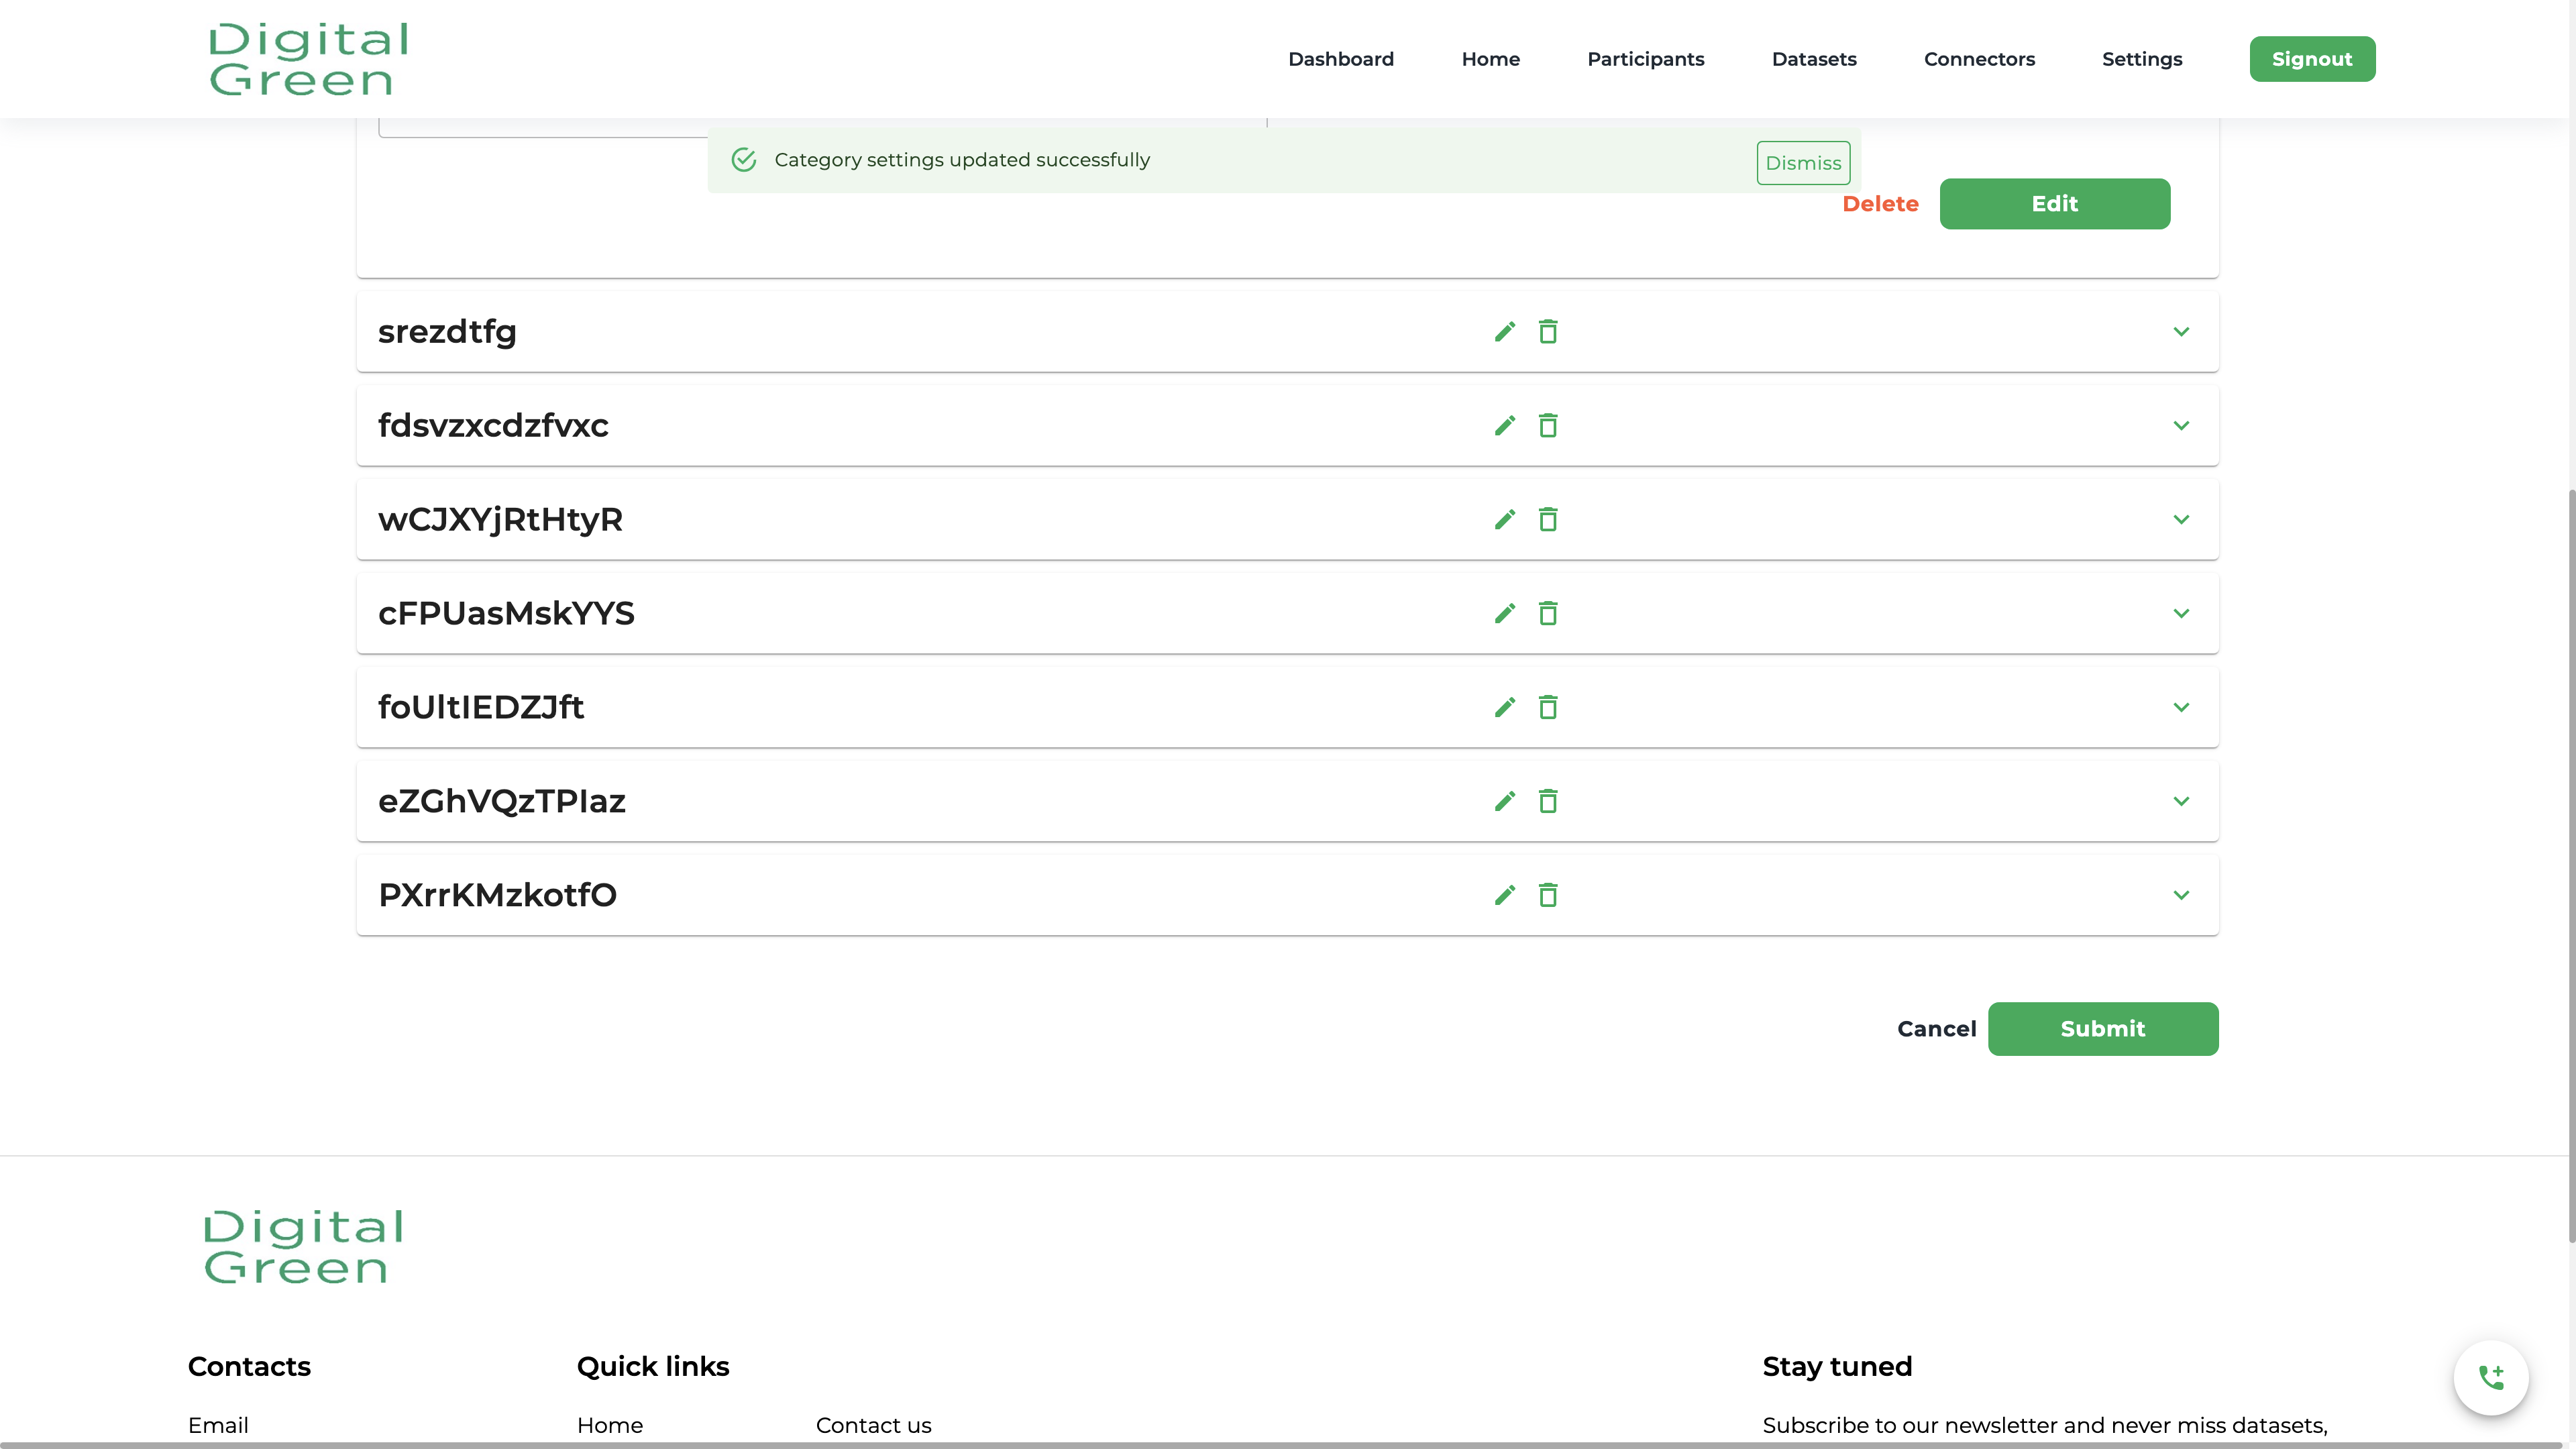 Digital
Green
Dashboard Home Participants Datasets Connectors Settings Signout
Category settings updated successfully Dismiss
Delete Edit
srezdtfg
fdsvzxcdzfvxc
wCJXYjRtHtyR
cFPUasMskYYS
foUltIEDZJft
eZGhVQzTPIaz
PXrrKMzkotfO
Cancel Submit
Digital
Green
Contacts Quick links Stay tuned
Email Home Contact us Subscribe to our newsletter and never miss datasets,